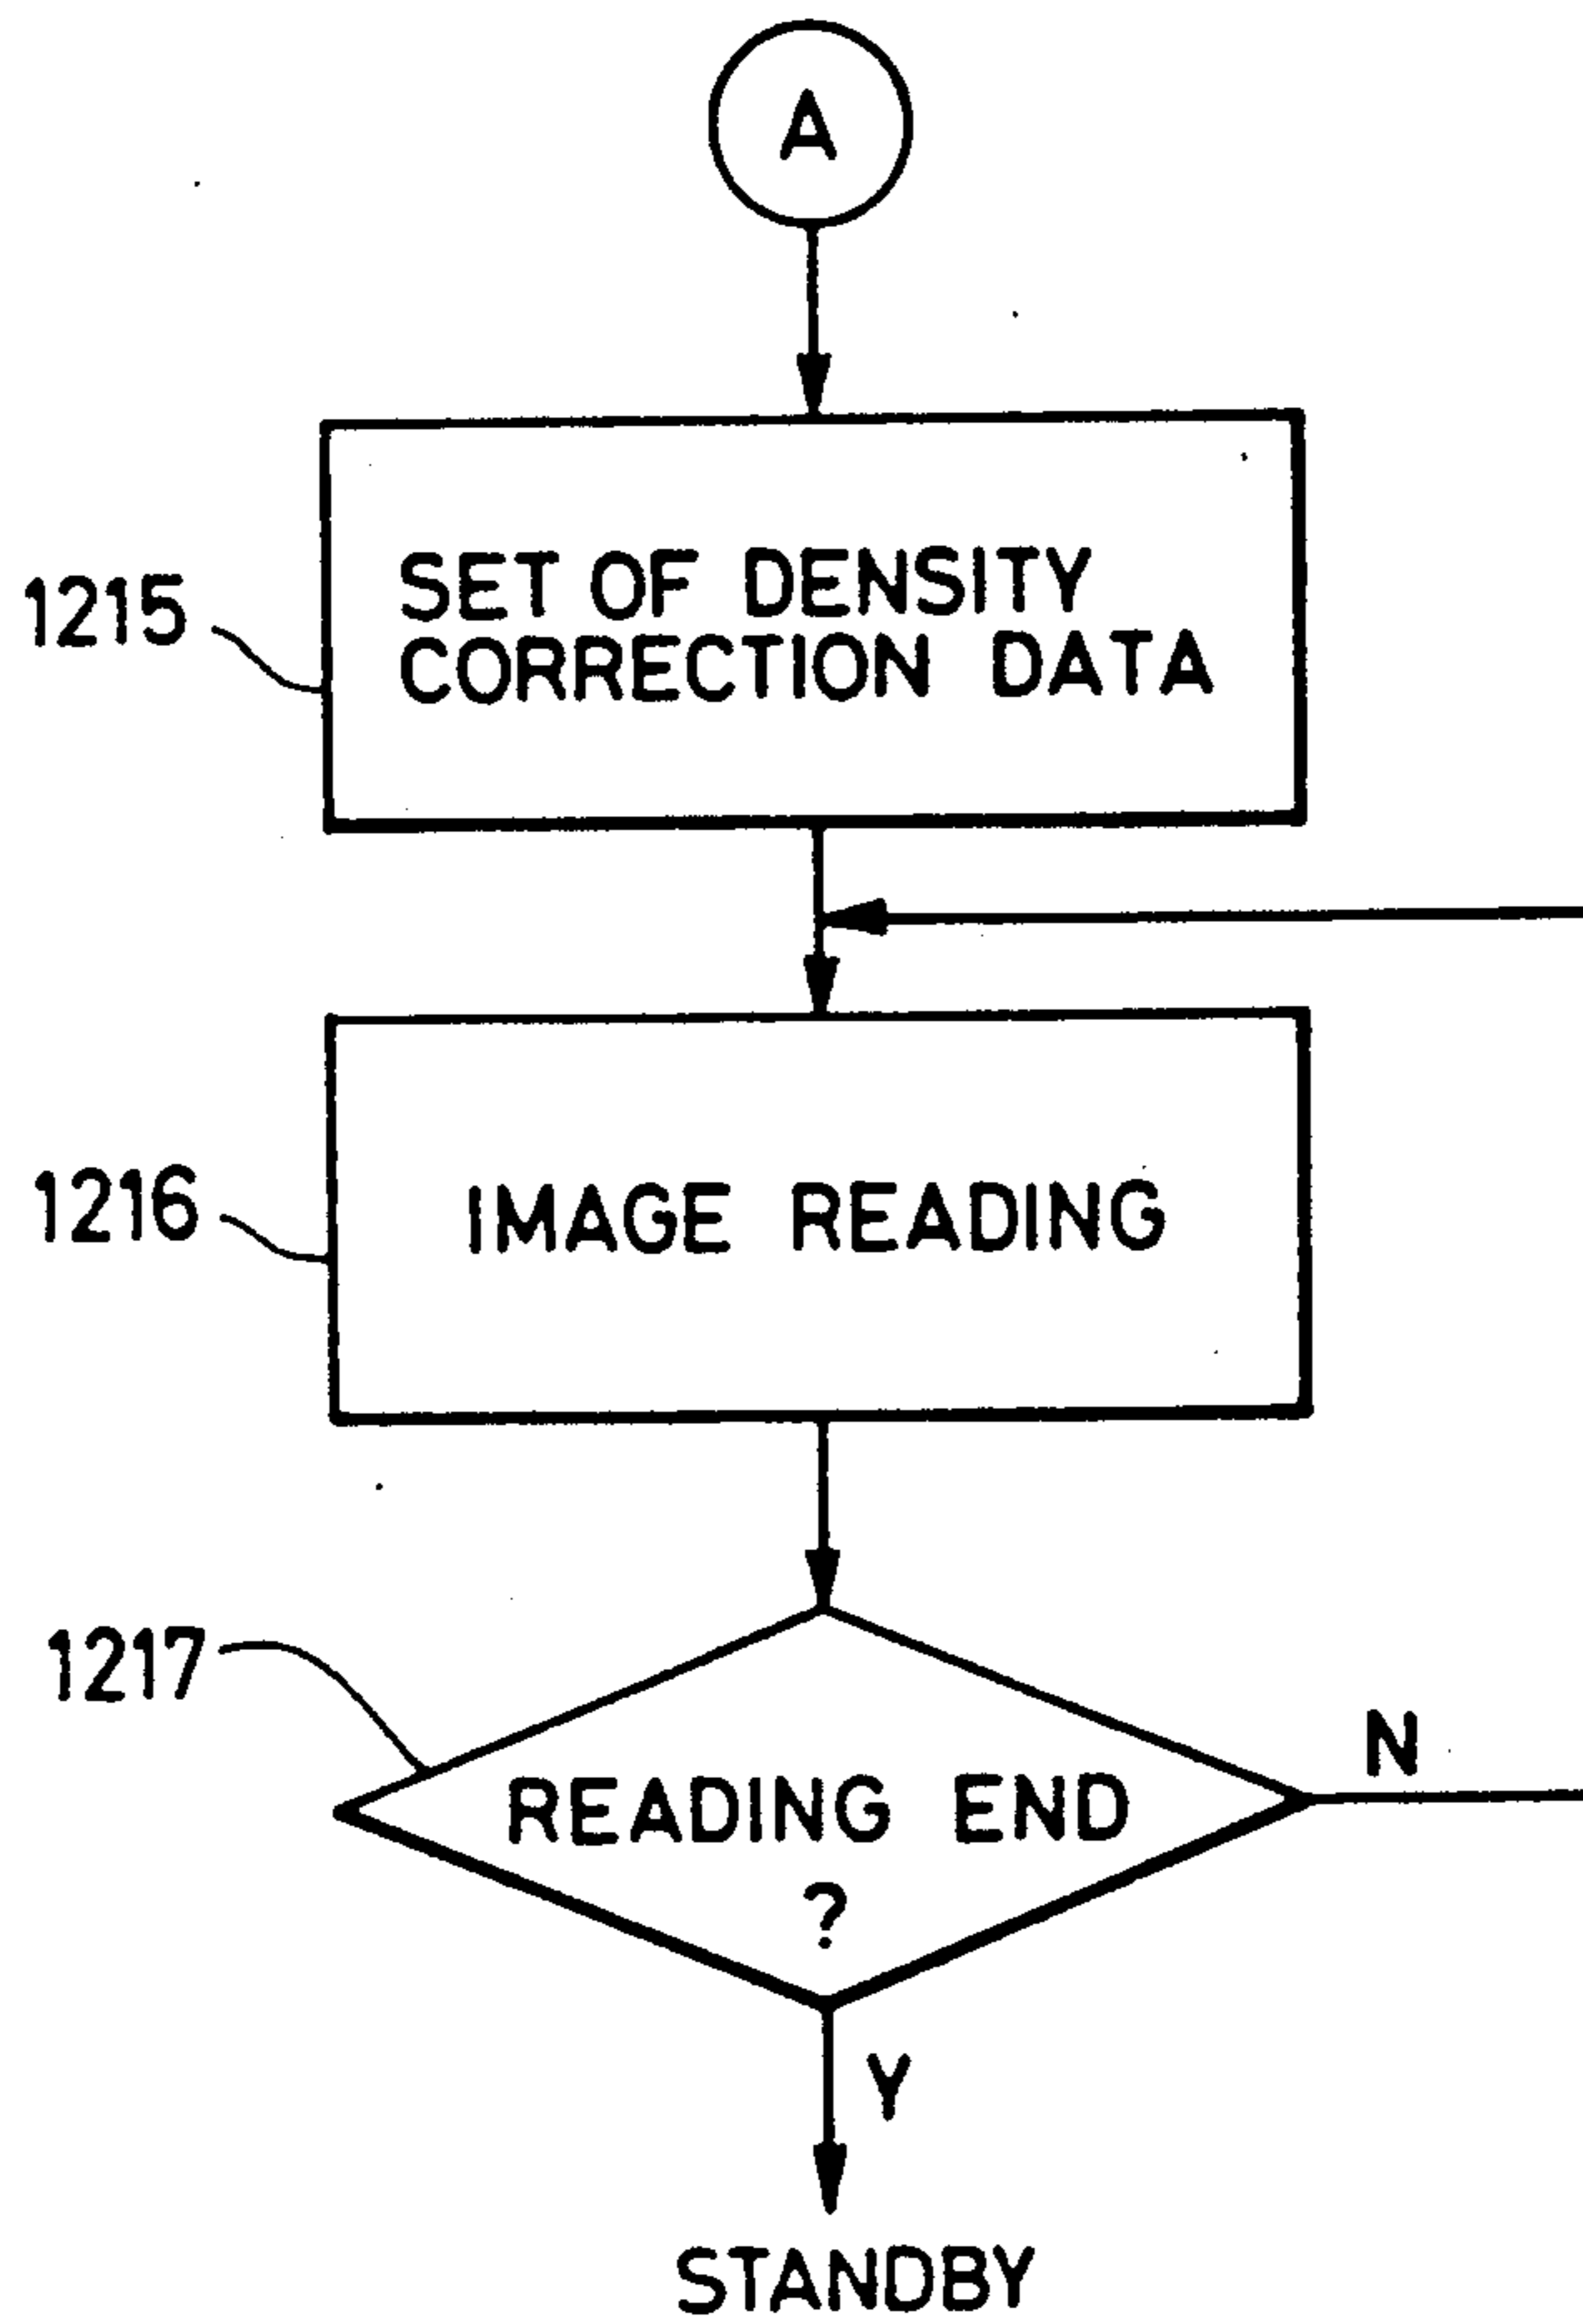 A
1215
SET OF DENSITY
CORRECTION DATA
1216
IMAGE READING
1217
READING END
?
N
Y
STANDBY